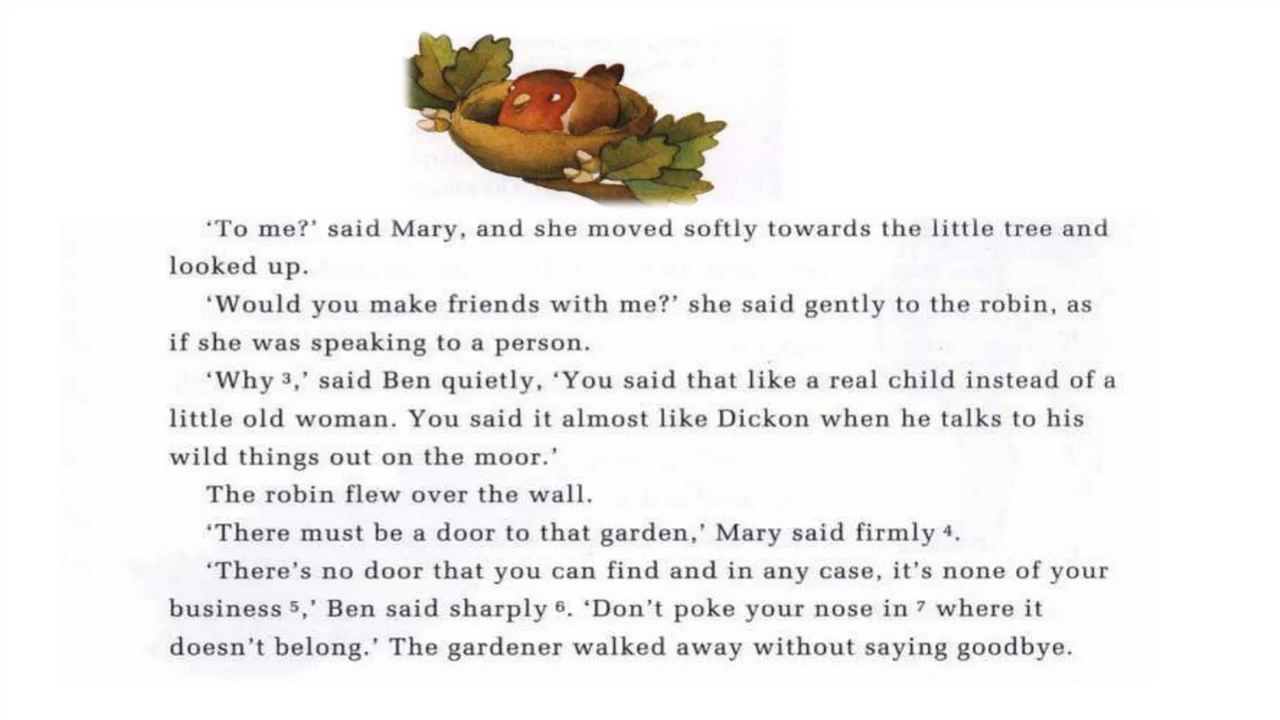 ‘To me?’ said Mary, and she moved softly towards the little tree and
looked up.
‘Would you make friends with me?’ she said gently to the robin, as
if she was speaking to a person.
‘Why ³,’ said Ben quietly, ‘You said that like a real child instead of a
little old woman. You said it almost like Dickon when he talks to his
wild things out on the moor.’
The robin flew over the wall.
‘There must be a door to that garden,’ Mary said firmly ⁴.
‘There’s no door that you can find and in any case, it’s none of your
business ⁵,’ Ben said sharply ⁶. ‘Don’t poke your nose in ⁷ where it
doesn’t belong.’ The gardener walked away without saying goodbye.